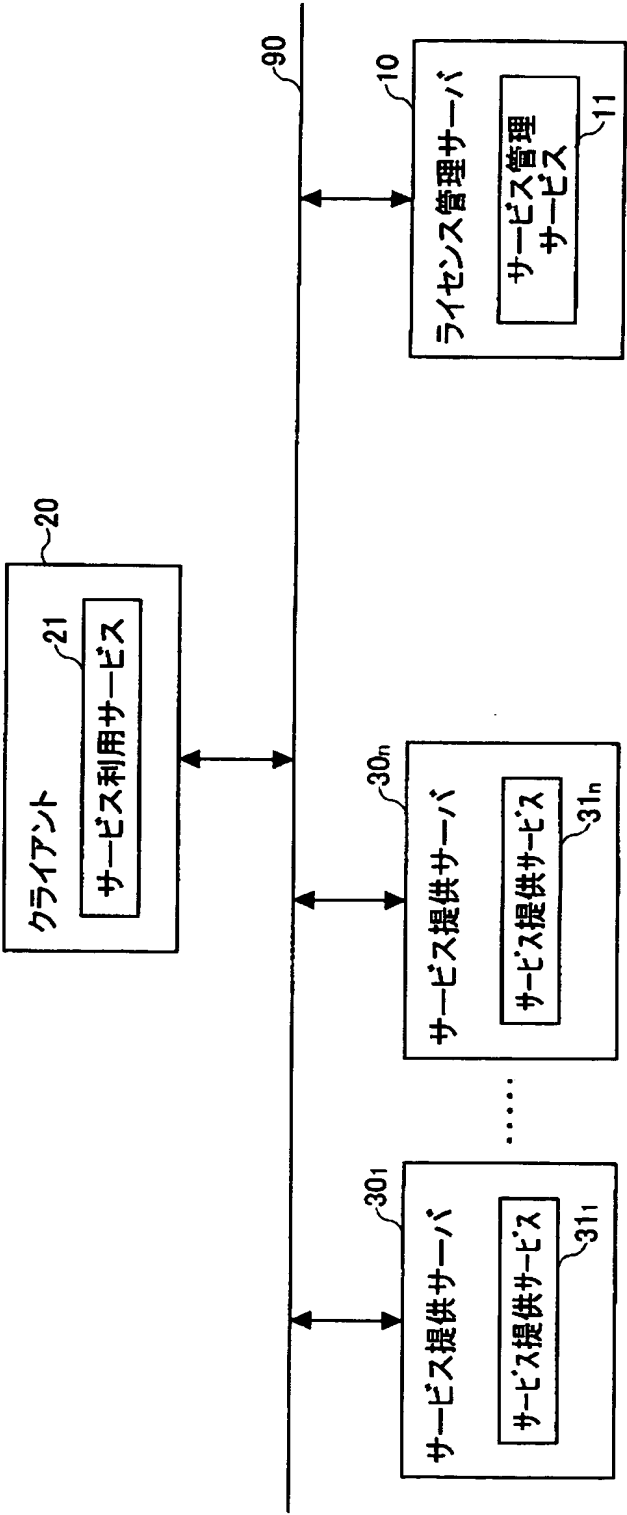 クライアント
20
サービス利用サービス
21
90
サービス提供サーバ
30₁
サービス提供サービス
31₁
.....
サービス提供サーバ
30n
サービス提供サービス
31n
ライセンス管理サーバ
10
サービス管理
サービス
11